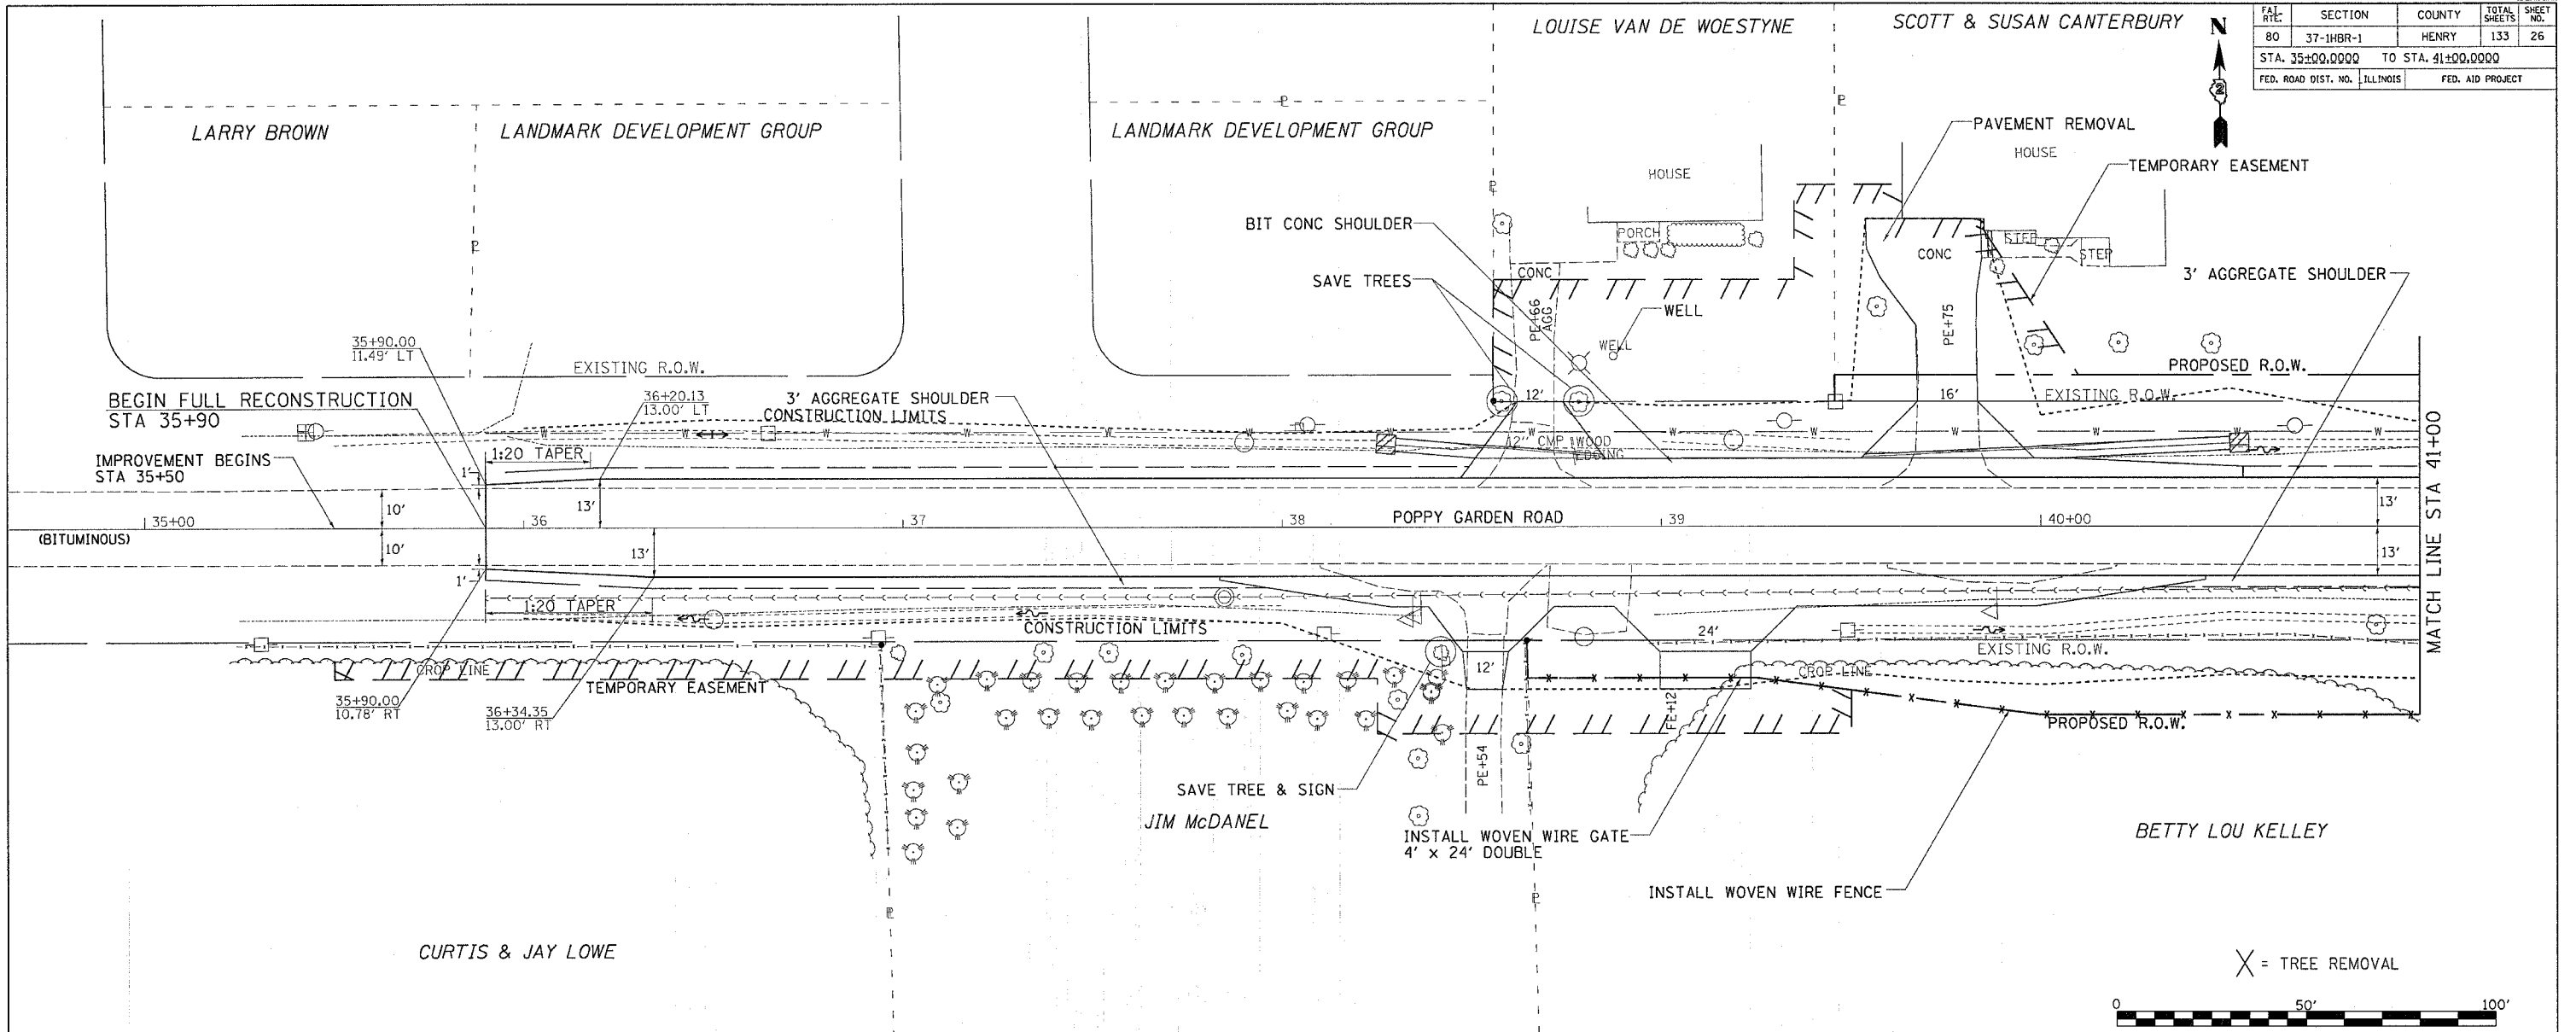 LOUISE VAN DE WOESTYNE
SCOTT & SUSAN CANTERBURY
N
2
F.A.I. RTE.
SECTION
COUNTY
TOTAL SHEETS
SHEET NO.
80
37-1HBR-1
HENRY
133
26
STA. 35+00.0000 TO STA. 41+00.0000
FED. ROAD DIST. NO.
ILLINOIS
FED. AID PROJECT
LARRY BROWN
LANDMARK DEVELOPMENT GROUP
LANDMARK DEVELOPMENT GROUP
PAVEMENT REMOVAL
HOUSE
TEMPORARY EASEMENT
HOUSE
BIT CONC SHOULDER
PORCH
STEP
STEP
CONC
CONC
3' AGGREGATE SHOULDER
SAVE TREES
PE+66
AGG
WELL
WELL
PE+75
35+90.00
11.49' LT
EXISTING R.O.W.
PROPOSED R.O.W.
BEGIN FULL RECONSTRUCTION
STA 35+90
36+20.13
13.00' LT
3' AGGREGATE SHOULDER
CONSTRUCTION LIMITS
12'
16'
EXISTING R.O.W.
W W W W W W W W W W W W
12" CMP
WOOD
EDGING
IMPROVEMENT BEGINS
STA 35+50
1:20 TAPER
1'
10'
13'
13'
35+00
36
37
38
POPPY GARDEN ROAD
39
40+00
MATCH LINE STA 41+00
(BITUMINOUS)
10'
13'
13'
1'
1:20 TAPER
CONSTRUCTION LIMITS
24'
EXISTING R.O.W.
CROP LINE
12'
CROP LINE
TEMPORARY EASEMENT
35+90.00
10.78' RT
36+34.35
13.00' RT
FE+12
PROPOSED R.O.W.
PE+54
SAVE TREE & SIGN
JIM McDANEL
INSTALL WOVEN WIRE GATE
4' x 24' DOUBLE
BETTY LOU KELLEY
INSTALL WOVEN WIRE FENCE
CURTIS & JAY LOWE
X = TREE REMOVAL
0 50' 100'